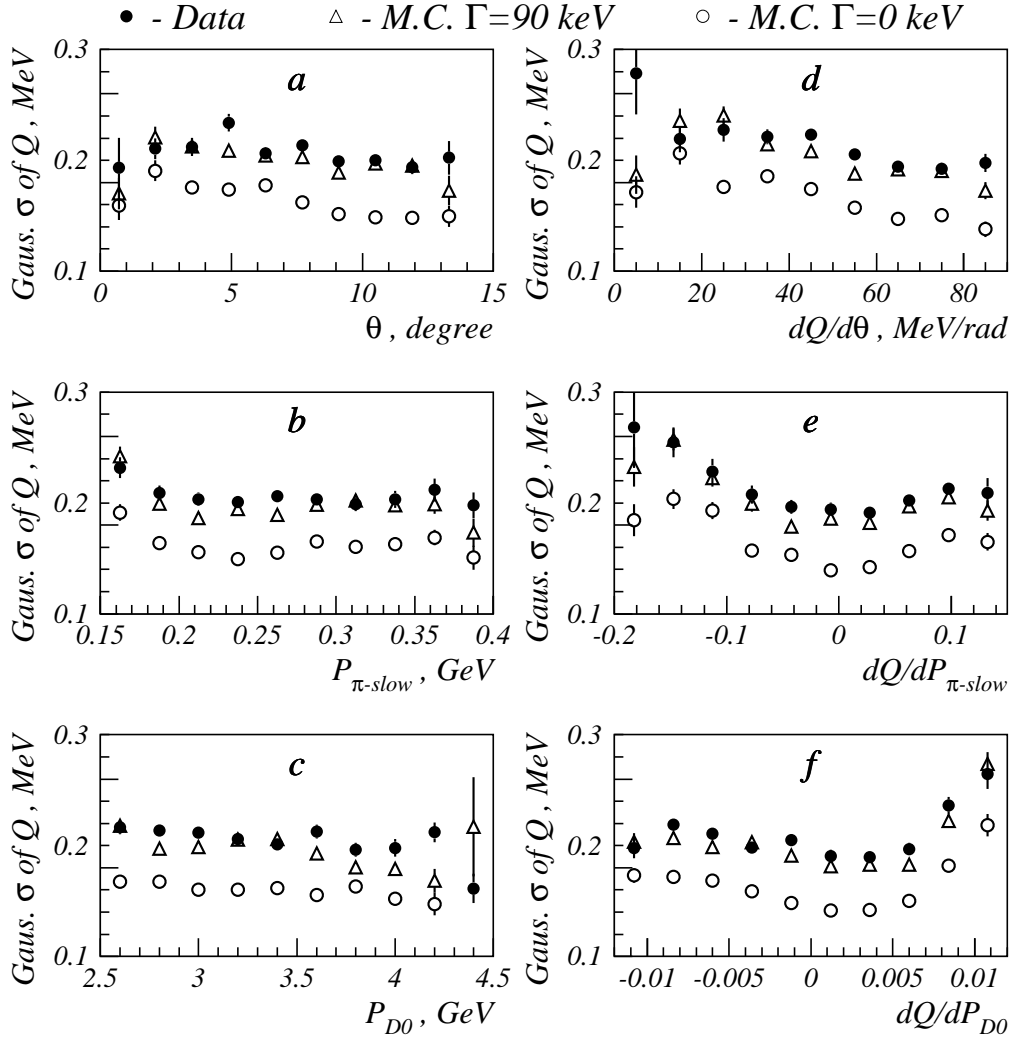 ● - Data △ - M.C. Γ=90 keV ○ - M.C. Γ=0 keV
Gaus. σ of Q , MeV
0.3
0.2
0.1
a
0 5 10 15
θ , degree
Gaus. σ of Q , MeV
0.3
0.2
0.1
d
0 20 40 60 80
dQ/dθ , MeV/rad
Gaus. σ of Q , MeV
0.3
0.2
0.1
b
0.15 0.2 0.25 0.3 0.35 0.4
P π-slow , GeV
Gaus. σ of Q , MeV
0.3
0.2
0.1
e
-0.2 -0.1 0 0.1
dQ/dP π-slow
Gaus. σ of Q , MeV
0.3
0.2
0.1
c
2.5 3 3.5 4 4.5
P D0 , GeV
Gaus. σ of Q , MeV
0.3
0.2
0.1
f
-0.01 -0.005 0 0.005 0.01
dQ/dP D0